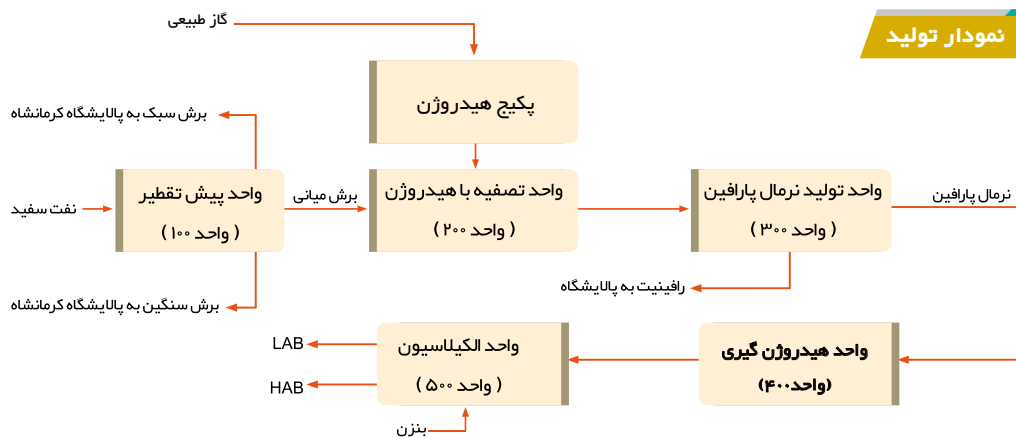 نمودار تولید
گاز طبیعی
پکیج هیدروژن
برش سبک به پالایشگاه کرمانشاه
نفت سفید
واحد پیش تقطیر
( واحد ۱۰۰ )
برش میانی
واحد تصفیه با هیدروژن
( واحد ۲۰۰ )
واحد تولید نرمال پارافین
( واحد ۳۰۰ )
نرمال پارافین
برش سنگین به پالایشگاه کرمانشاه
رافینیت به پالایشگاه
واحد هیدروژن گیری
(واحد۴۰۰)
واحد الکیلاسیون
( واحد ۵۰۰ )
LAB
HAB
بنزن